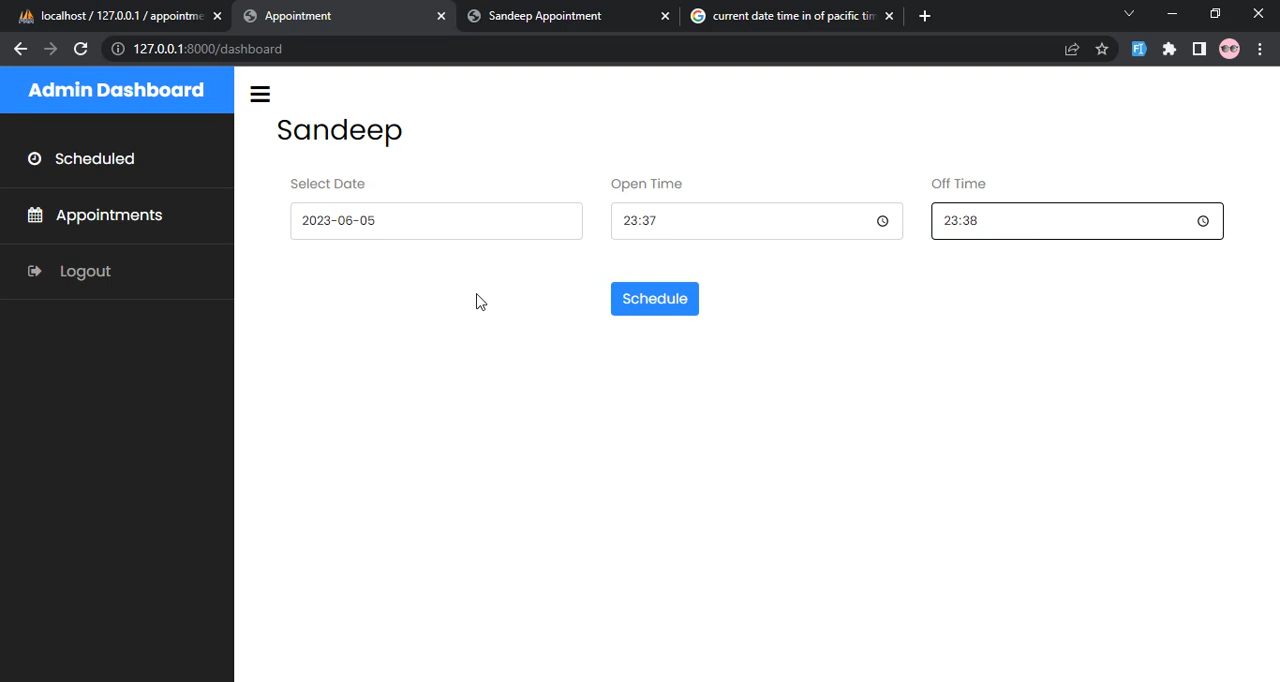 localhost / 127.0.0.1 / appointme
Appointment
Sandeep Appointment
current date time in of pacific tim
127.0.0.1:8000/dashboard
Admin Dashboard
Scheduled
Appointments
Logout
Sandeep
Select Date
Open Time
Off Time
2023-06-05
23:37
23:38
Schedule